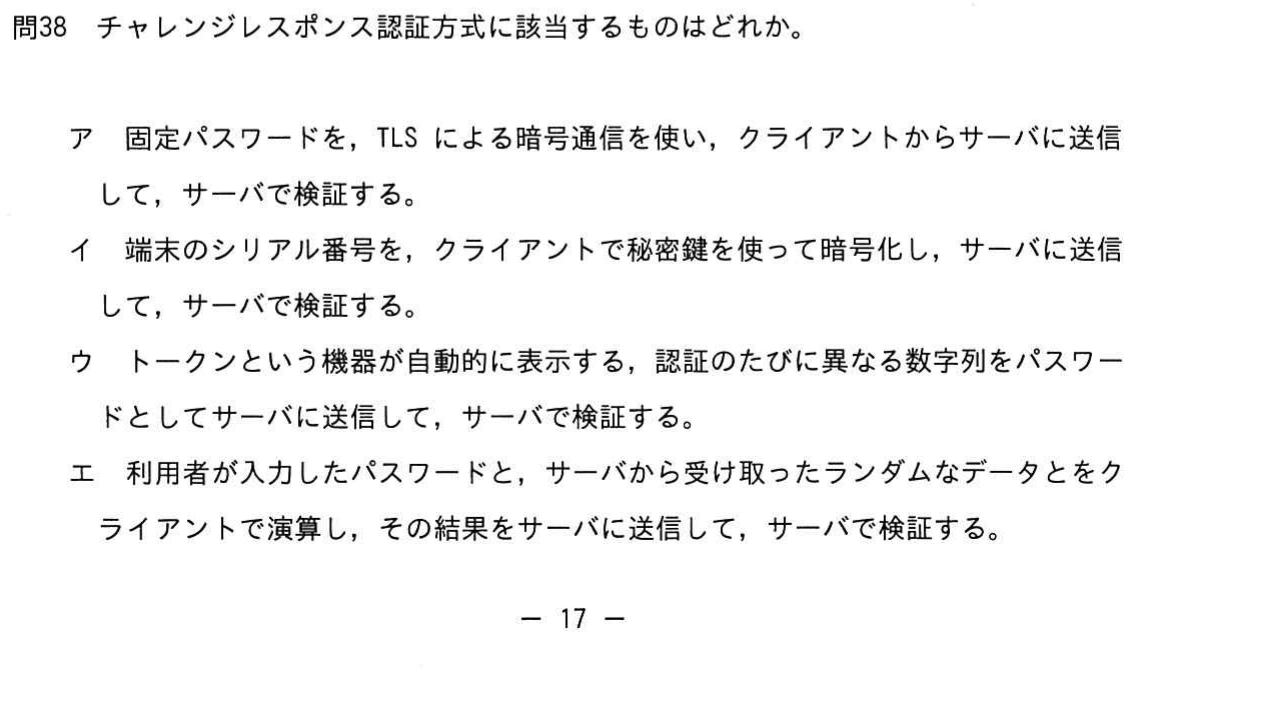 問38　チャレンジレスポンス認証方式に該当するものはどれか。
ア　固定パスワードを，TLS による暗号通信を使い，クライアントからサーバに送信
して，サーバで検証する。
イ　端末のシリアル番号を，クライアントで秘密鍵を使って暗号化し，サーバに送信
して，サーバで検証する。
ウ　トークンという機器が自動的に表示する，認証のたびに異なる数字列をパスワー
ドとしてサーバに送信して，サーバで検証する。
エ　利用者が入力したパスワードと，サーバから受け取ったランダムなデータとをク
ライアントで演算し，その結果をサーバに送信して，サーバで検証する。
－ 17 －